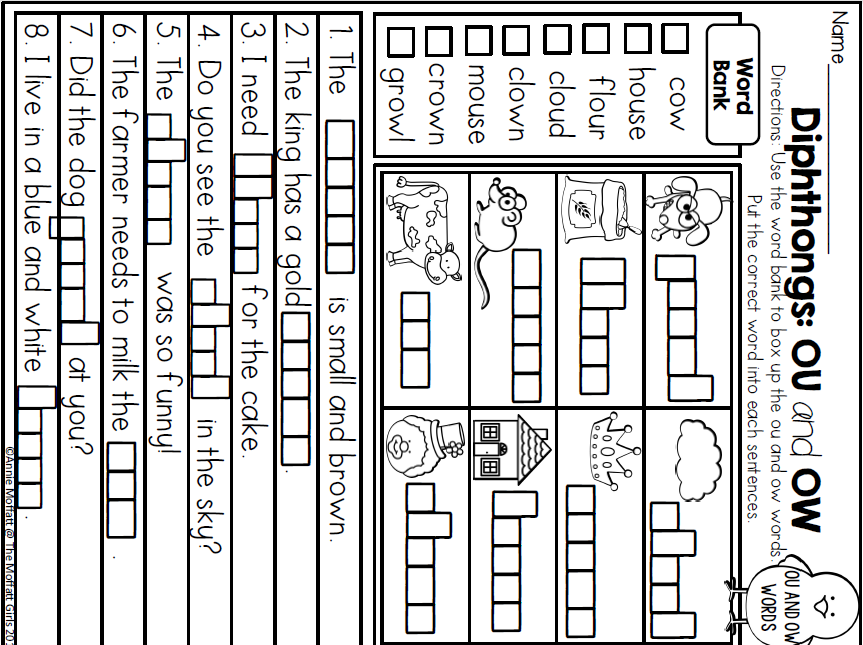 Name
Diphthongs: OU and OW
Directions: Use the word bank to box up the ou and ow words.
Put the correct word into each sentences.
OU AND OW
WORDS
Word
Bank
cow
house
flour
cloud
clown
mouse
crown
growl
1. The is small and brown.
2. The king has a gold .
3. I need for the cake.
4. Do you see the in the sky?
5. The was so funny!
6. The farmer needs to milk the .
7. Did the dog at you?
8. I live in a blue and white .
©Annie Moffatt @ The Moffatt Girls